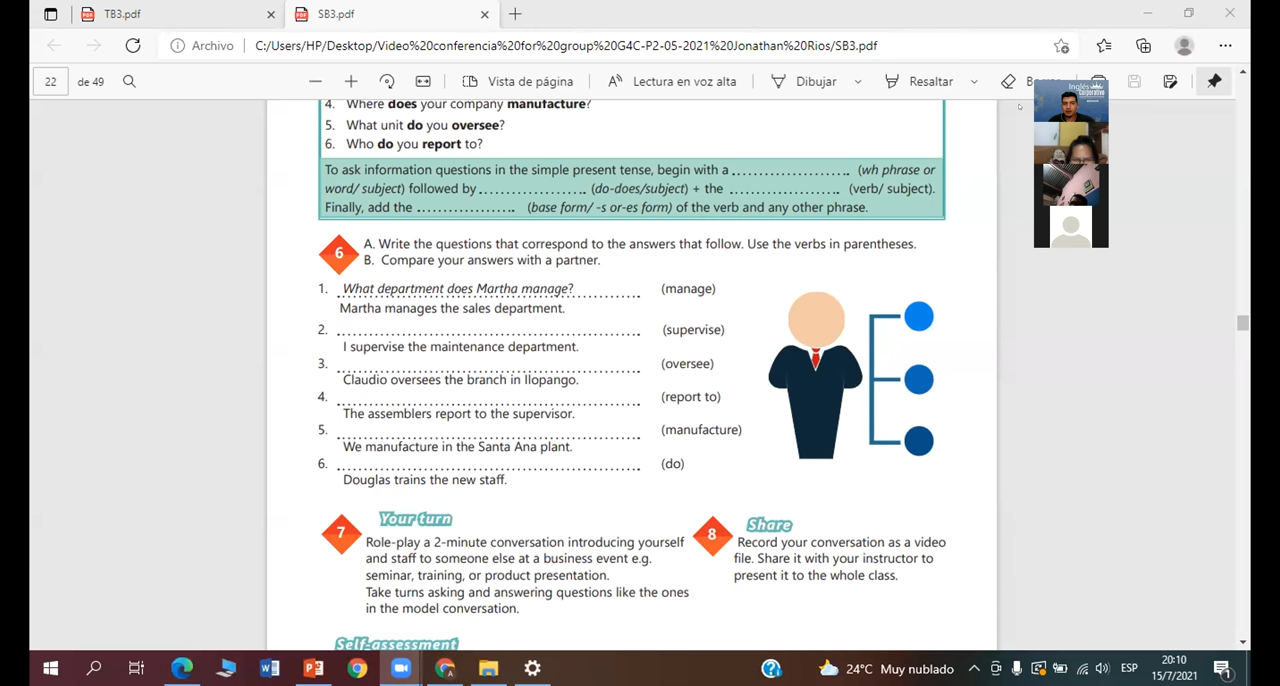 TB3.pdf
SB3.pdf
Archivo
C:/Users/HP/Desktop/Video%20conferencia%20for%20group%20G4C-P2-05-2021%20Jonathan%20Rios/SB3.pdf
22 de 49
Vista de página
Lectura en voz alta
Dibujar
Resaltar
Inglés
Corporativo
4. Where does your company manufacture?
5. What unit do you oversee?
6. Who do you report to?
To ask information questions in the simple present tense, begin with a .................... (wh phrase or
word/ subject) followed by .................... (do-does/subject) + the .................... (verb/ subject).
Finally, add the .................. (base form/ -s or-es form) of the verb and any other phrase.
6
A. Write the questions that correspond to the answers that follow. Use the verbs in parentheses.
B. Compare your answers with a partner.
1. What department does Martha manage? (manage)
Martha manages the sales department.
2. (supervise)
I supervise the maintenance department.
3. (oversee)
Claudio oversees the branch in Ilopango.
4. (report to)
The assemblers report to the supervisor.
5. (manufacture)
We manufacture in the Santa Ana plant.
6. (do)
Douglas trains the new staff.
7
Your turn
Role-play a 2-minute conversation introducing yourself
and staff to someone else at a business event e.g.
seminar, training, or product presentation.
Take turns asking and answering questions like the ones
in the model conversation.
8
Share
Record your conversation as a video
file. Share it with your instructor to
present it to the whole class.
Self-assessment
24°C Muy nublado
ESP
20:10
15/7/2021
1